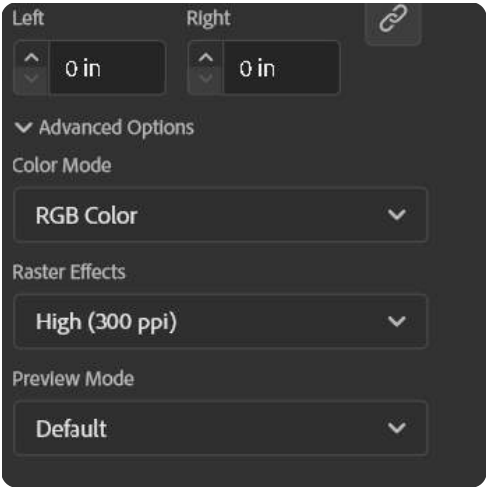 Left Right
0 in 0 in
Advanced Options
Color Mode
RGB Color
Raster Effects
High (300 ppi)
Preview Mode
Default